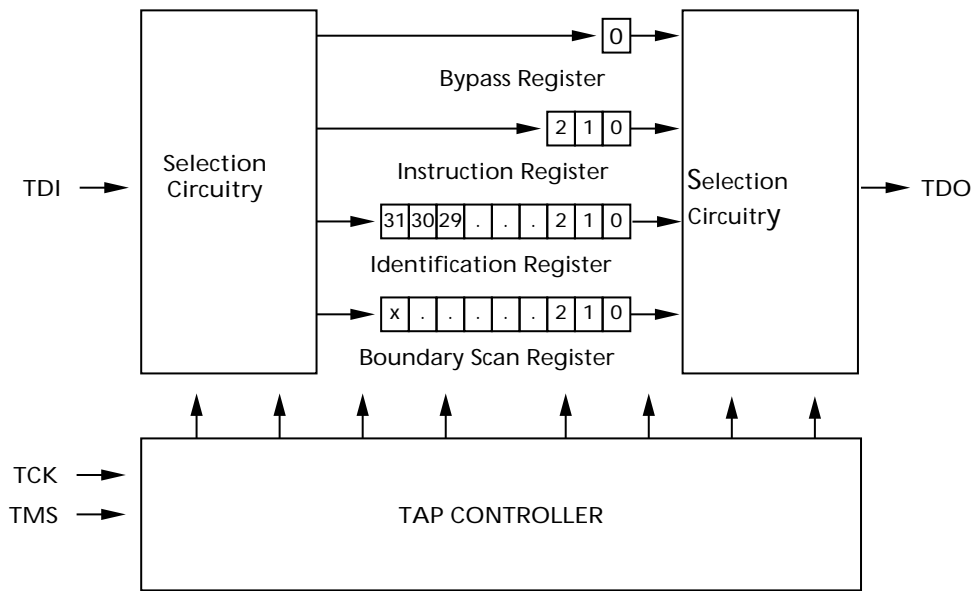 0
Bypass Register
2 1 0
Instruction Register
Selection
Circuitry
TDI
Selection
Circuitry
TDO
31 30 29 . . . 2 1 0
Identification Register
x . . . . . 2 1 0
Boundary Scan Register
TCK
TMS
TAP CONTROLLER